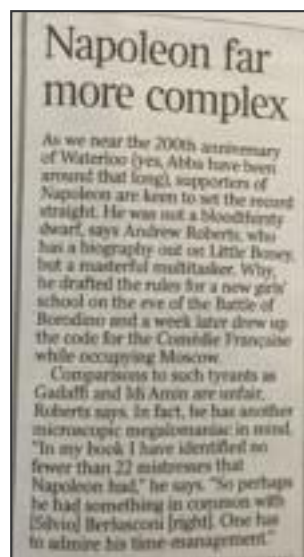 Napoleon far
more complex
As we near the 200th anniversary
of Waterloo (yes, Abba have been
around that long), supporters of
Napoleon are keen to set the record
straight. He was not a bloodthirsty
dwarf, says Andrew Roberts, who
has a biography out on Little Boney,
but a masterful multitasker. Why,
he drafted the rules for a new girls'
school on the eve of the Battle of
Borodino and a week later drew up
the code for the Comédie Française
while occupying Moscow.
Comparisons to such tyrants as
Gadaffi and Idi Amin are unfair,
Roberts says. In fact, he has another
microscopic megalomaniac in mind.
"In my book I have identified no
fewer than 22 mistresses that
Napoleon had," he says. "So perhaps
he had something in common with
[Silvio] Berlusconi [right]. One has
to admire his time-management."